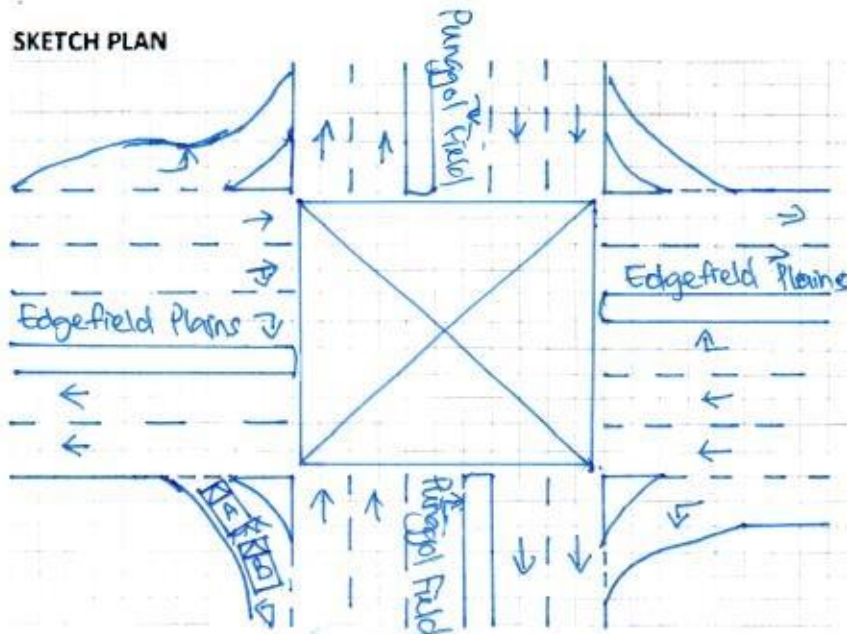 SKETCH PLAN
Punggol Field
Edgefield Plains
Edgefield Plains
A
B
Punggol Field